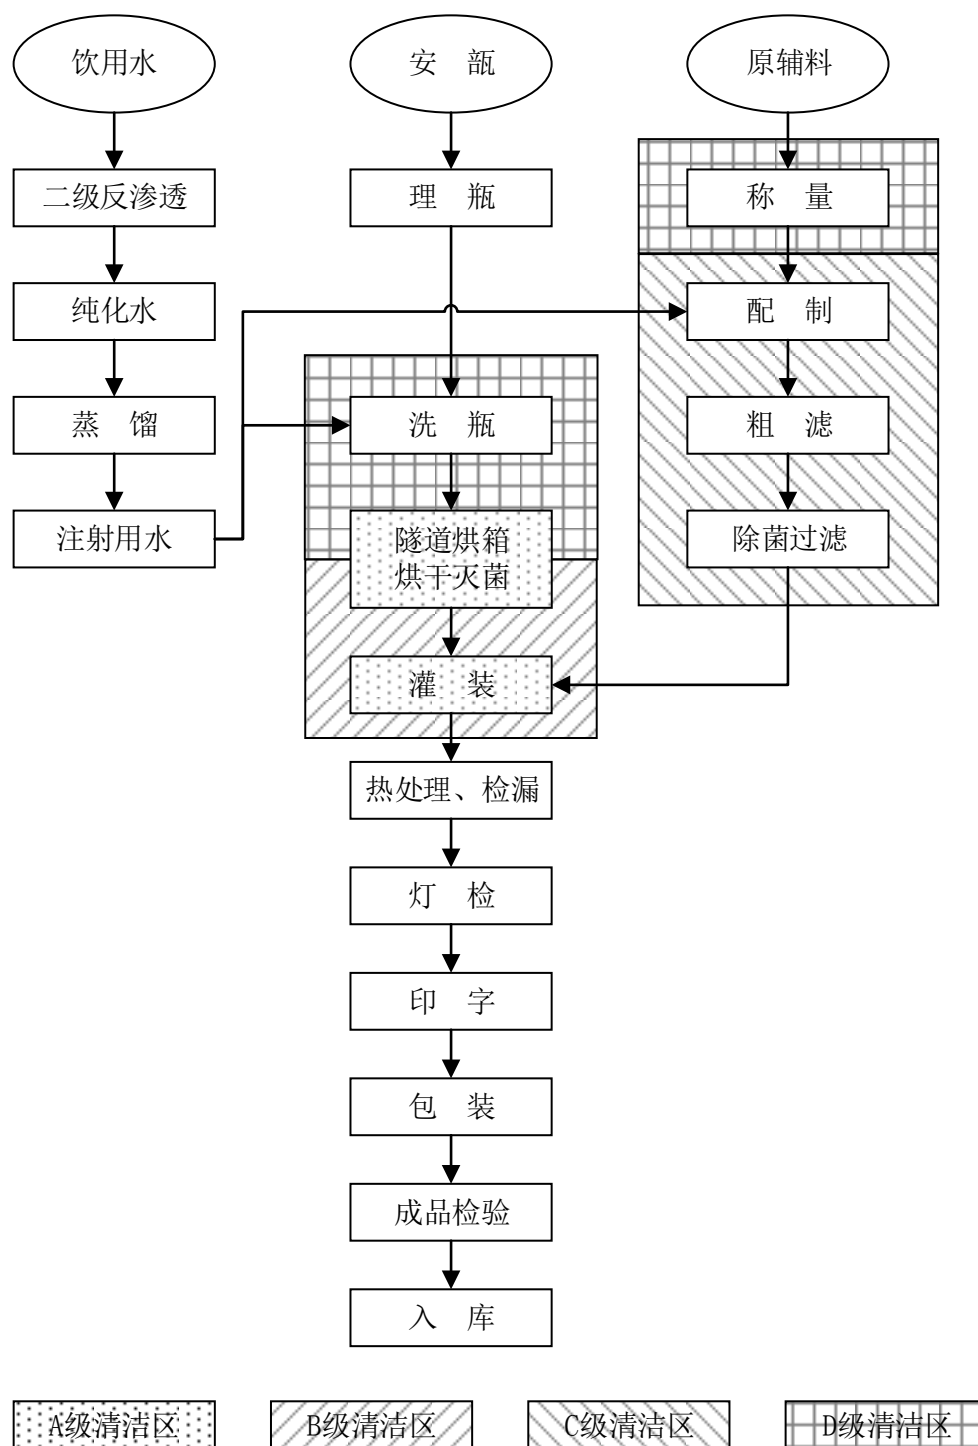 饮用水
安 瓿
原辅料
二级反渗透
理 瓶
称 量
纯化水
配 制
蒸 馏
洗 瓶
粗 滤
注射用水
隧道烘箱
烘干灭菌
除菌过滤
灌 装
热处理、检漏
灯 检
印 字
包 装
成品检验
入 库
A级清洁区
B级清洁区
C级清洁区
D级清洁区